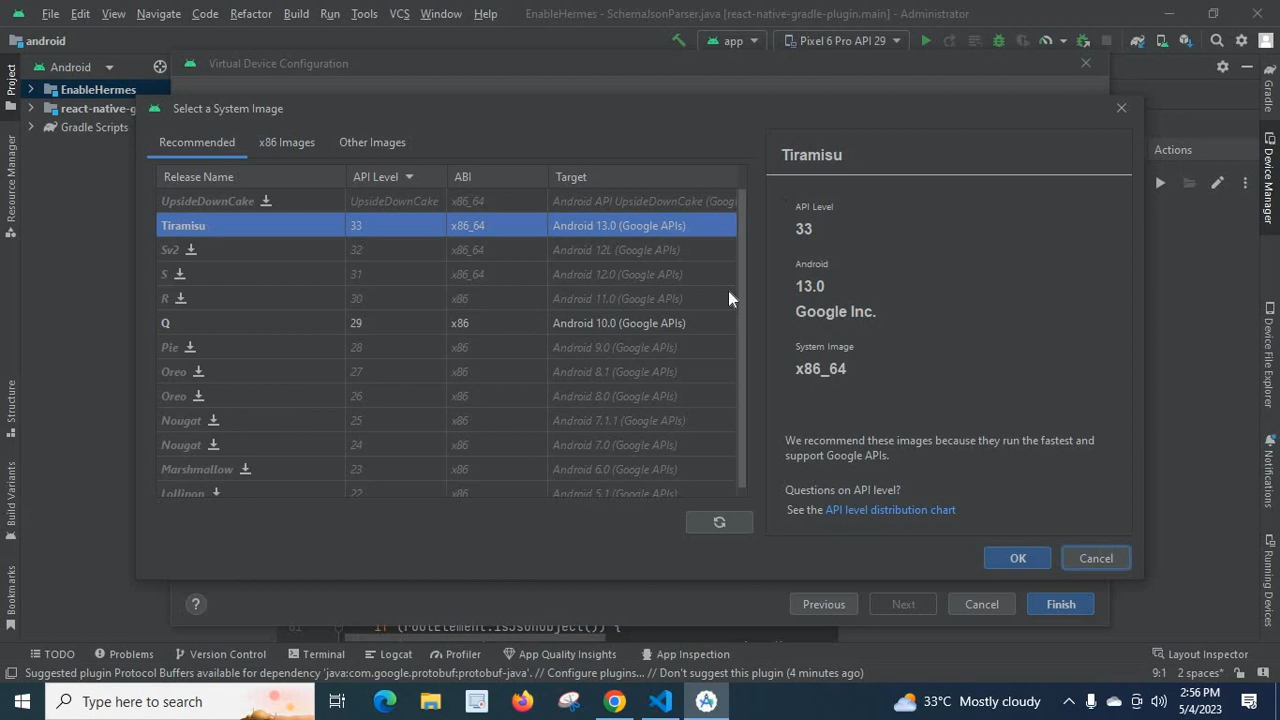 File Edit View Navigate Code Refactor Build Run Tools VCS Window Help EnableHermes - SchemaJsonParser.java [react-native-gradle-plugin.main] - Administrator
android app Pixel 6 Pro API 29
Android Virtual Device Configuration
EnableHermes
react-native-g
Gradle Scripts
Select a System Image
Recommended x86 Images Other Images
Release Name API Level ABI Target
UpsideDownCake UpsideDownCake x86_64 Android API UpsideDownCake (Googl
Tiramisu 33 x86_64 Android 13.0 (Google APIs)
Sv2 32 x86_64 Android 12L (Google APIs)
S 31 x86_64 Android 12.0 (Google APIs)
R 30 x86 Android 11.0 (Google APIs)
Q 29 x86 Android 10.0 (Google APIs)
Pie 28 x86 Android 9.0 (Google APIs)
Oreo 27 x86 Android 8.1 (Google APIs)
Oreo 26 x86 Android 8.0 (Google APIs)
Nougat 25 x86 Android 7.1.1 (Google APIs)
Nougat 24 x86 Android 7.0 (Google APIs)
Marshmallow 23 x86 Android 6.0 (Google APIs)
Lollipop 22 x86 Android 5.1 (Google APIs)
Tiramisu
API Level
33
Android
13.0
Google Inc.
System Image
x86_64
We recommend these images because they run the fastest and
support Google APIs.
Questions on API level?
See the API level distribution chart
OK Cancel
? Previous Next Cancel Finish
81 if (rootElement.isJsonObject()) {
Actions
Project
Resource Manager
Structure
Build Variants
Bookmarks
Gradle
Device Manager
Device File Explorer
Notifications
Running Devices
TODO Problems Version Control Terminal Logcat Profiler App Quality Insights App Inspection Layout Inspector
Suggested plugin Protocol Buffers available for dependency 'java:com.google.protobuf:protobuf-java'. // Configure plugins... // Don't suggest this plugin (4 minutes ago) 9:1 2 spaces*
Type here to search 33°C Mostly cloudy 2:56 PM
5/4/2023